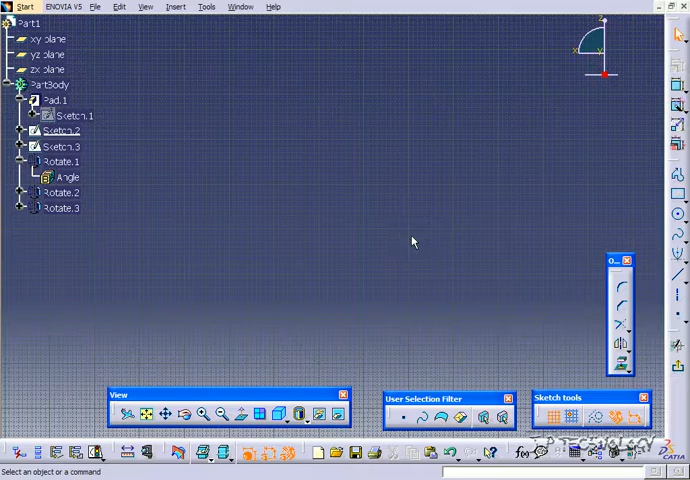 Start ENOVIA V5 File Edit View Insert Tools Window Help
Part1
xy plane
yz plane
zx plane
PartBody
Pad.1
Sketch.1
Sketch.2
Sketch.3
Rotate.1
Angle
Rotate.2
Rotate.3
z
x
y
O...
View
User Selection Filter
Sketch tools
TECHNOLOGY
f(x)
CATIA
Select an object or a command